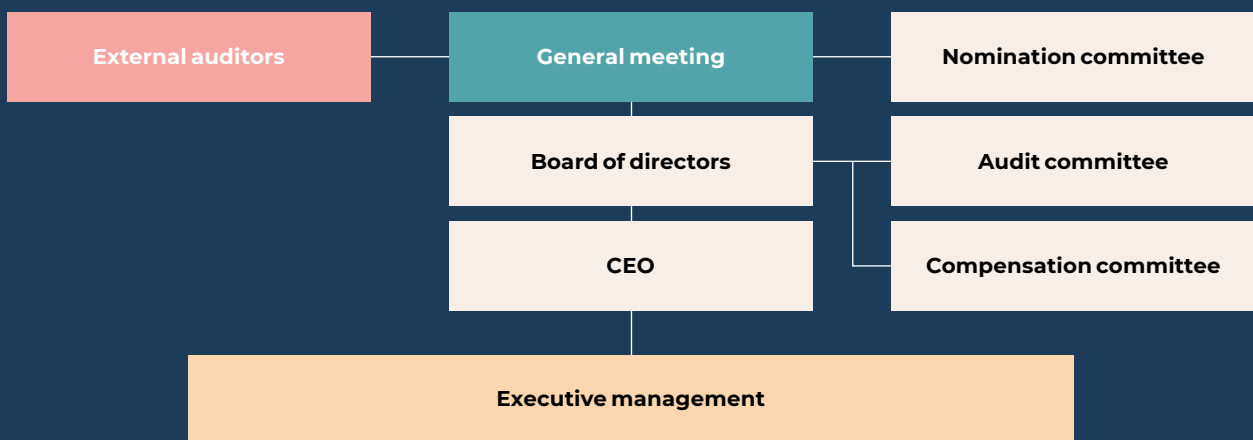 External auditors
General meeting
Nomination committee
Board of directors
Audit committee
CEO
Compensation committee
Executive management